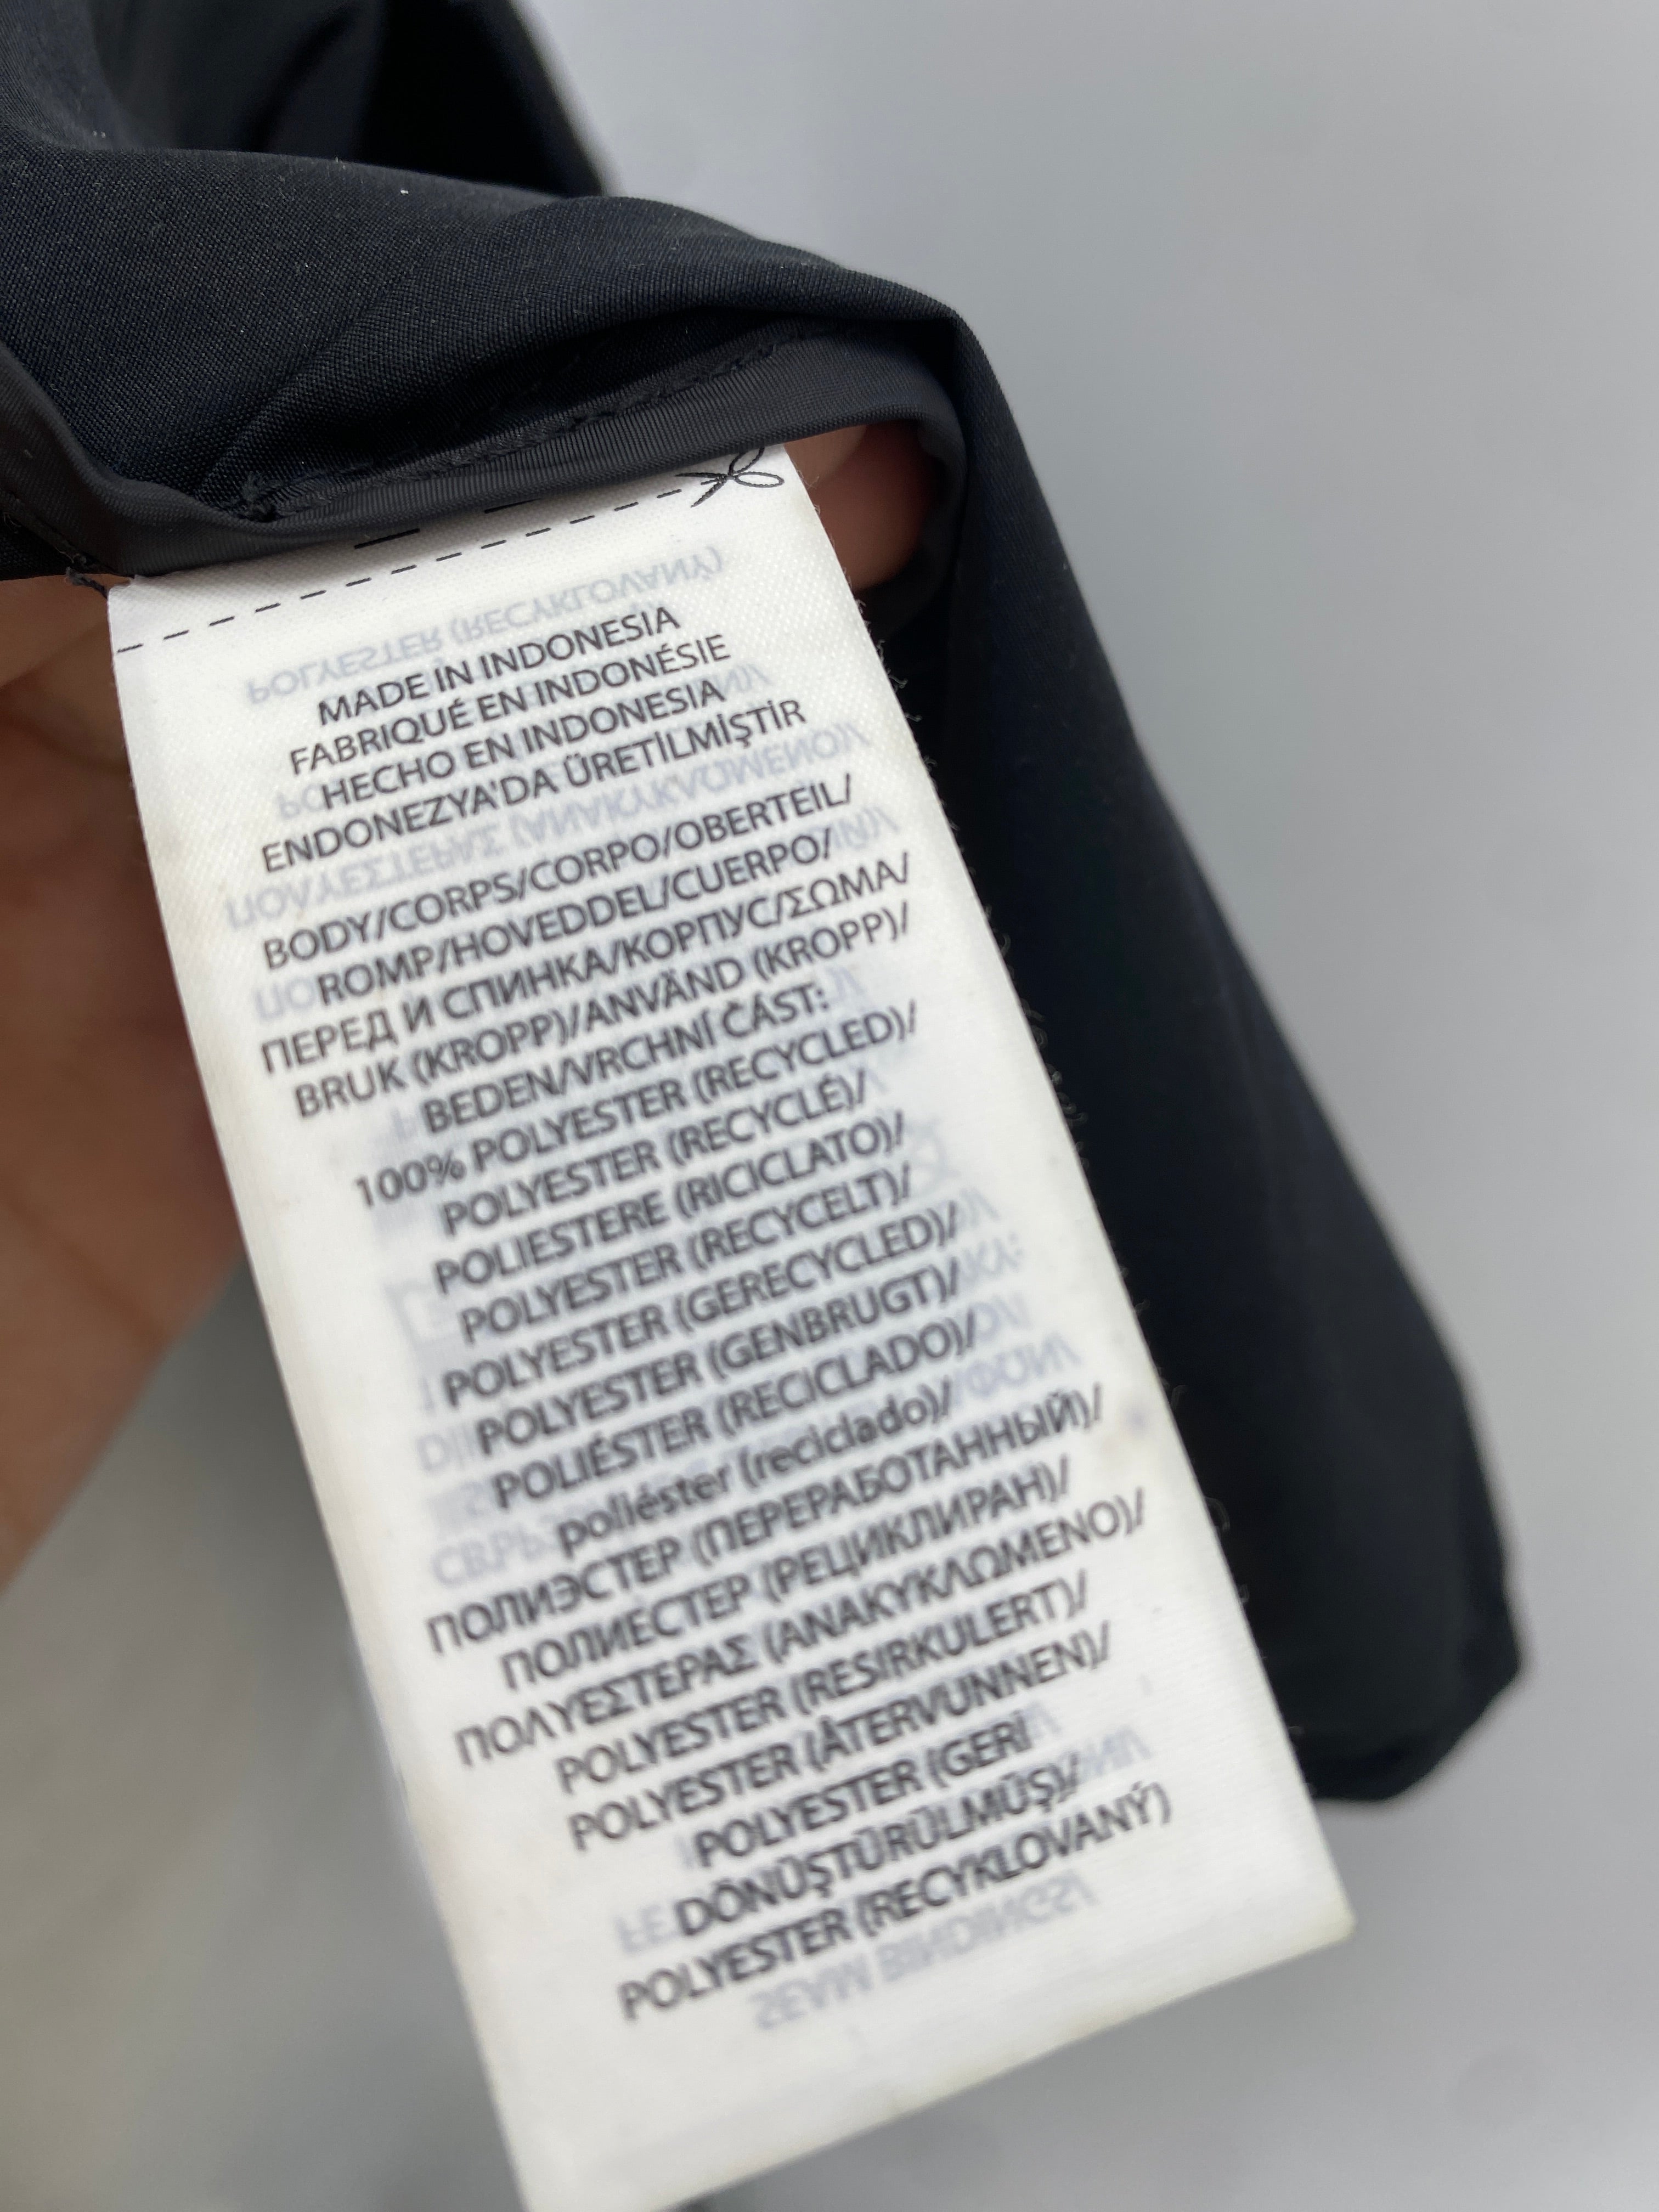 MADE IN INDONESIA
FABRIQUÉ EN INDONÉSIE
HECHO EN INDONESIA
ENDONEZYA'DA ÜRETİLMİŞTİR
BODY/CORPS/CORPO/OBERTEIL/
ROMP/HOVEDDEL/CUERPO/
ПЕРЕД И СПИНКА/КОРПУС/ΣΩΜΑ/
BRUK (KROPP)/ANVÄND (KROPP)/
BEDEN/VRCHNÍ ČÁST:
100% POLYESTER (RECYCLED)/
POLYESTER (RECYCLÉ)/
POLIESTERE (RICICLATO)/
POLYESTER (RECYCELT)/
POLYESTER (GERECYCLED)/
POLYESTER (GENBRUGT)/
POLIÉSTER (RECICLADO)/
poliéster (reciclado)/
ПОЛИЭСТЕР (ПЕРЕРАБОТАННЫЙ)/
ПОЛИЕСТЕР (РЕЦИКЛИРАН)/
ΠΟΛΥΕΣΤΕΡΑΣ (ΑΝΑΚΥΚΛΩΜΕΝΟ)/
POLYESTER (RESIRKULERT)/
POLYESTER (ÅTERVUNNEN)/
POLYESTER (GERİ
DÖNÜŞTÜRÜLMÜŞ)/
POLYESTER (RECYKLOVANÝ)